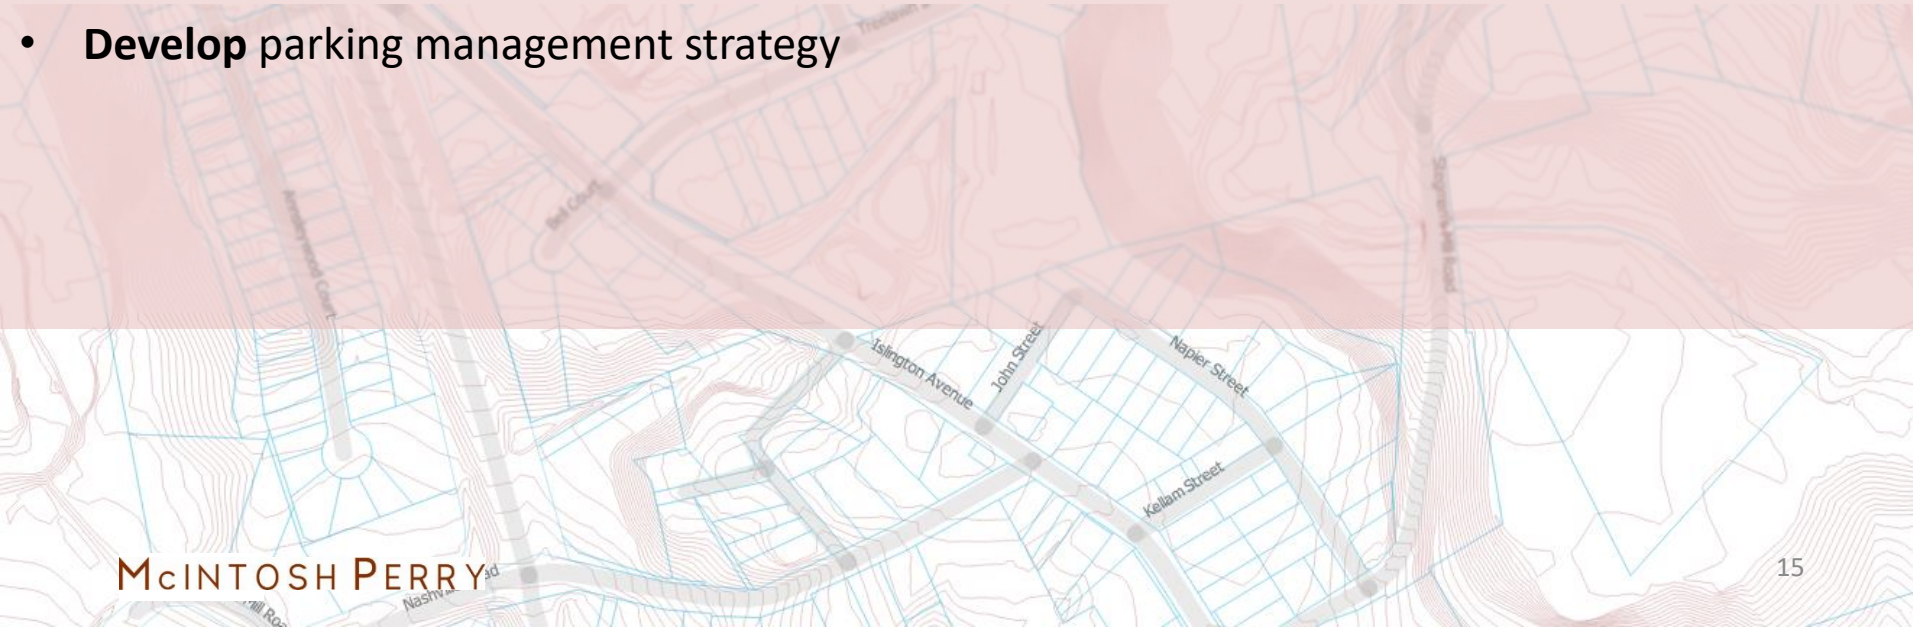 • Develop parking management strategy
Bell Court
Islington Avenue
John Street
Napier Street
Kellam Street
McINTOSH PERRY
15